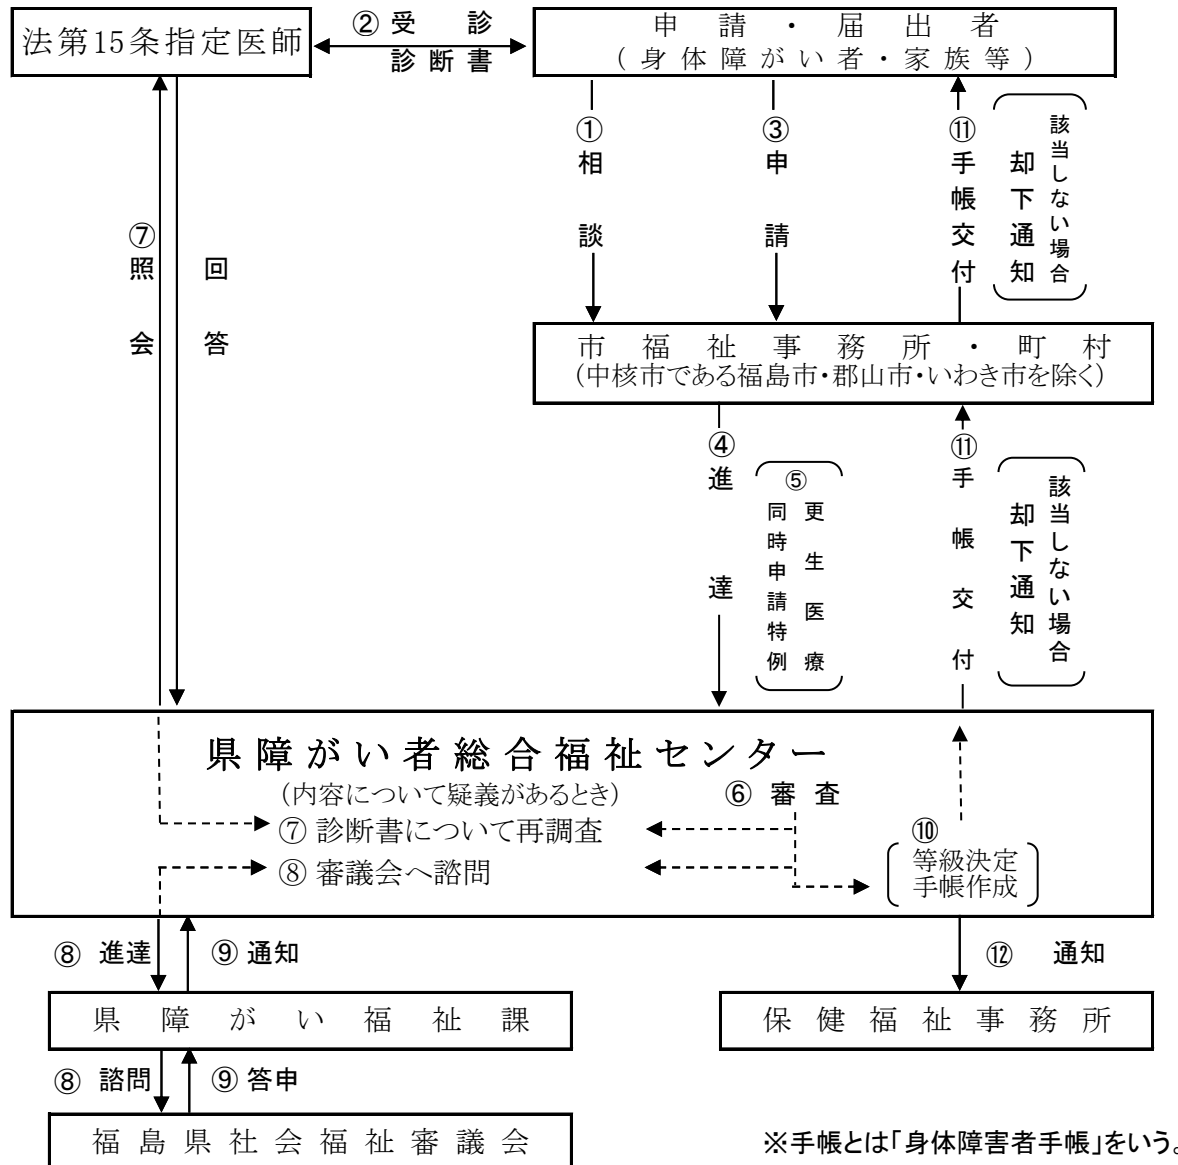 法第15条指定医師
② 受 診
診 断 書
申 請 ・ 届 出 者
( 身 体 障 が い 者 ・ 家 族 等 )
① 相 談
③ 申 請
⑪ 手 帳 交 付
該当しない場合
却下通知
⑦ 照 会
回 答
市 福 祉 事 務 所 ・ 町 村
(中核市である福島市・郡山市・いわき市を除く)
④ 進 達
⑤
更 生 医 療
同時申請特例
⑪ 手 帳 交 付
該当しない場合
却下通知
県障がい者総合福祉センター
(内容について疑義があるとき)
⑥ 審 査
⑦ 診断書について再調査
⑧ 審議会へ諮問
⑩
等級決定
手帳作成
⑧ 進達
⑨ 通知
⑫ 通知
県 障 が い 福 祉 課
保 健 福 祉 事 務 所
⑧ 諮問
⑨ 答申
福 島 県 社 会 福 祉 審 議 会
※手帳とは「身体障害者手帳」をいう。